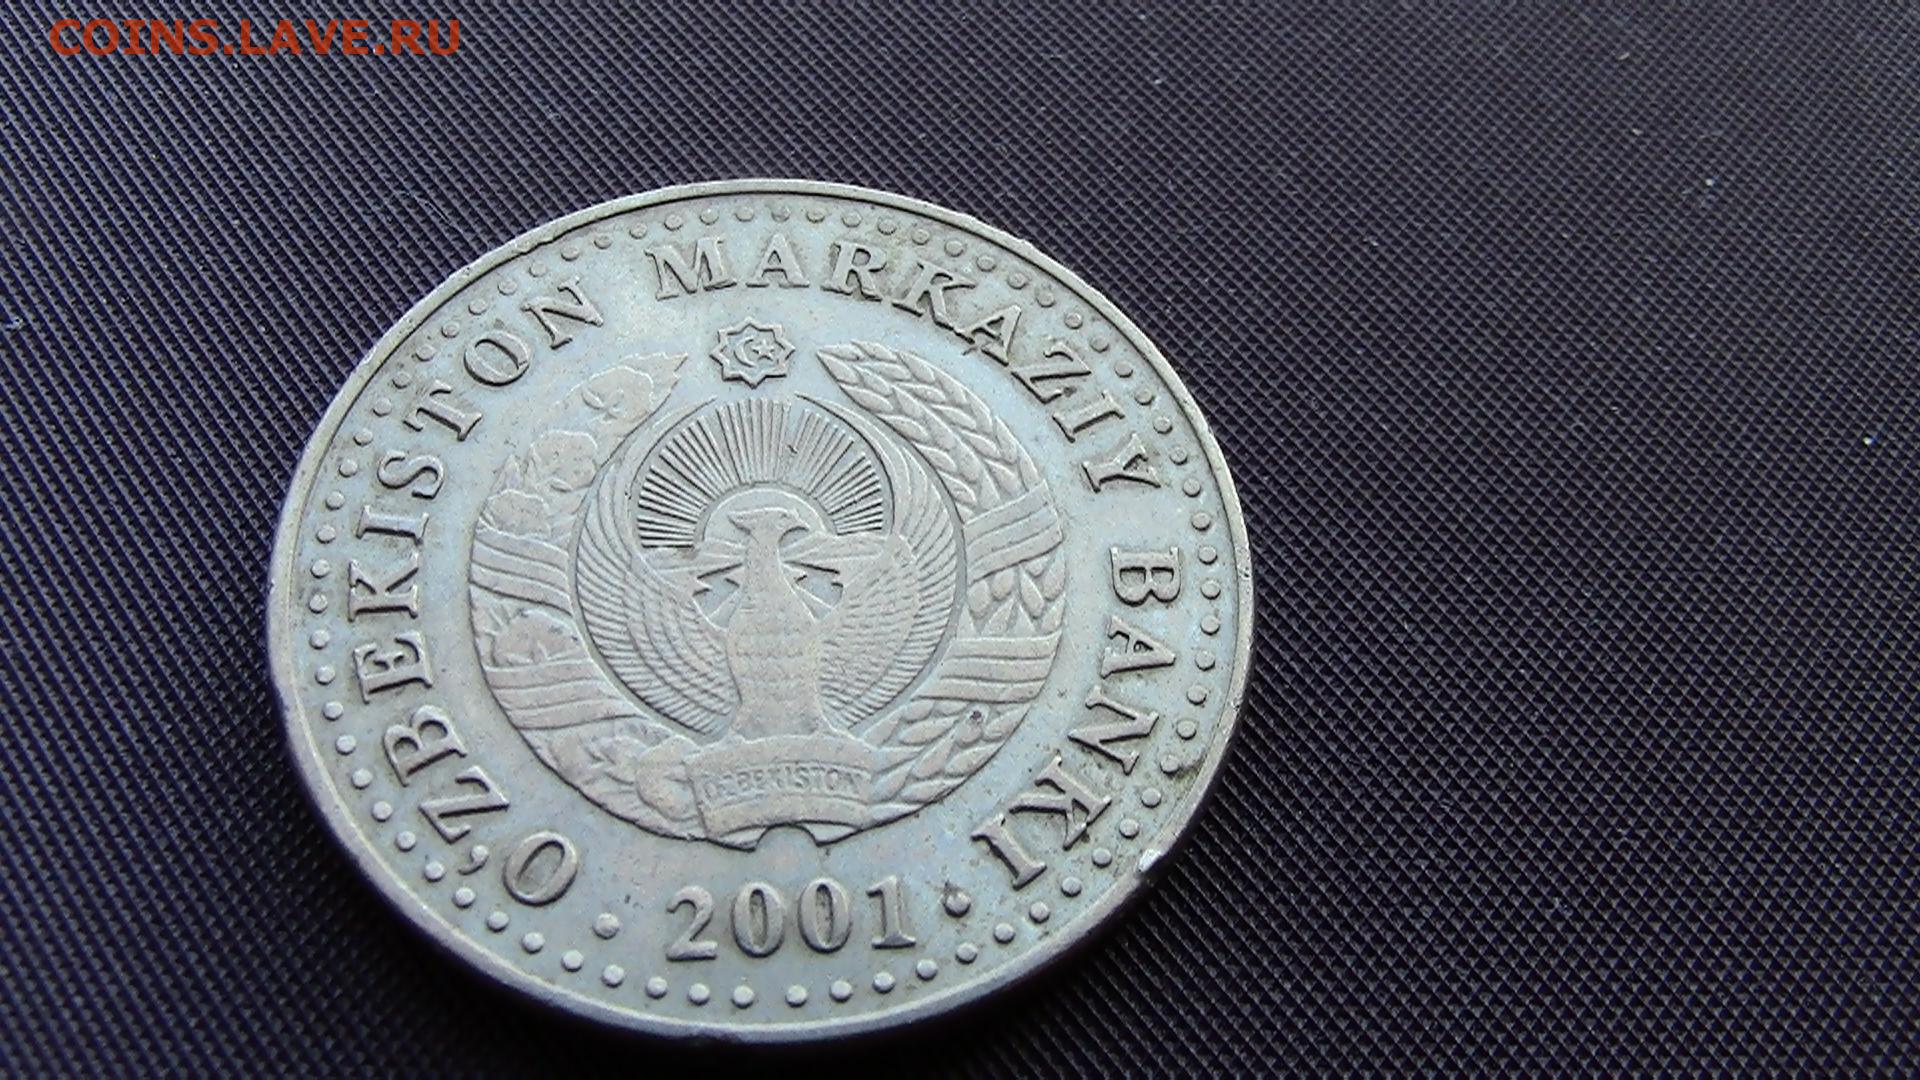 COINS.LAVE.RU
O'ZBEKISTON MARKAZIY BANKI
O'ZBEKISTON
· 2001 ·